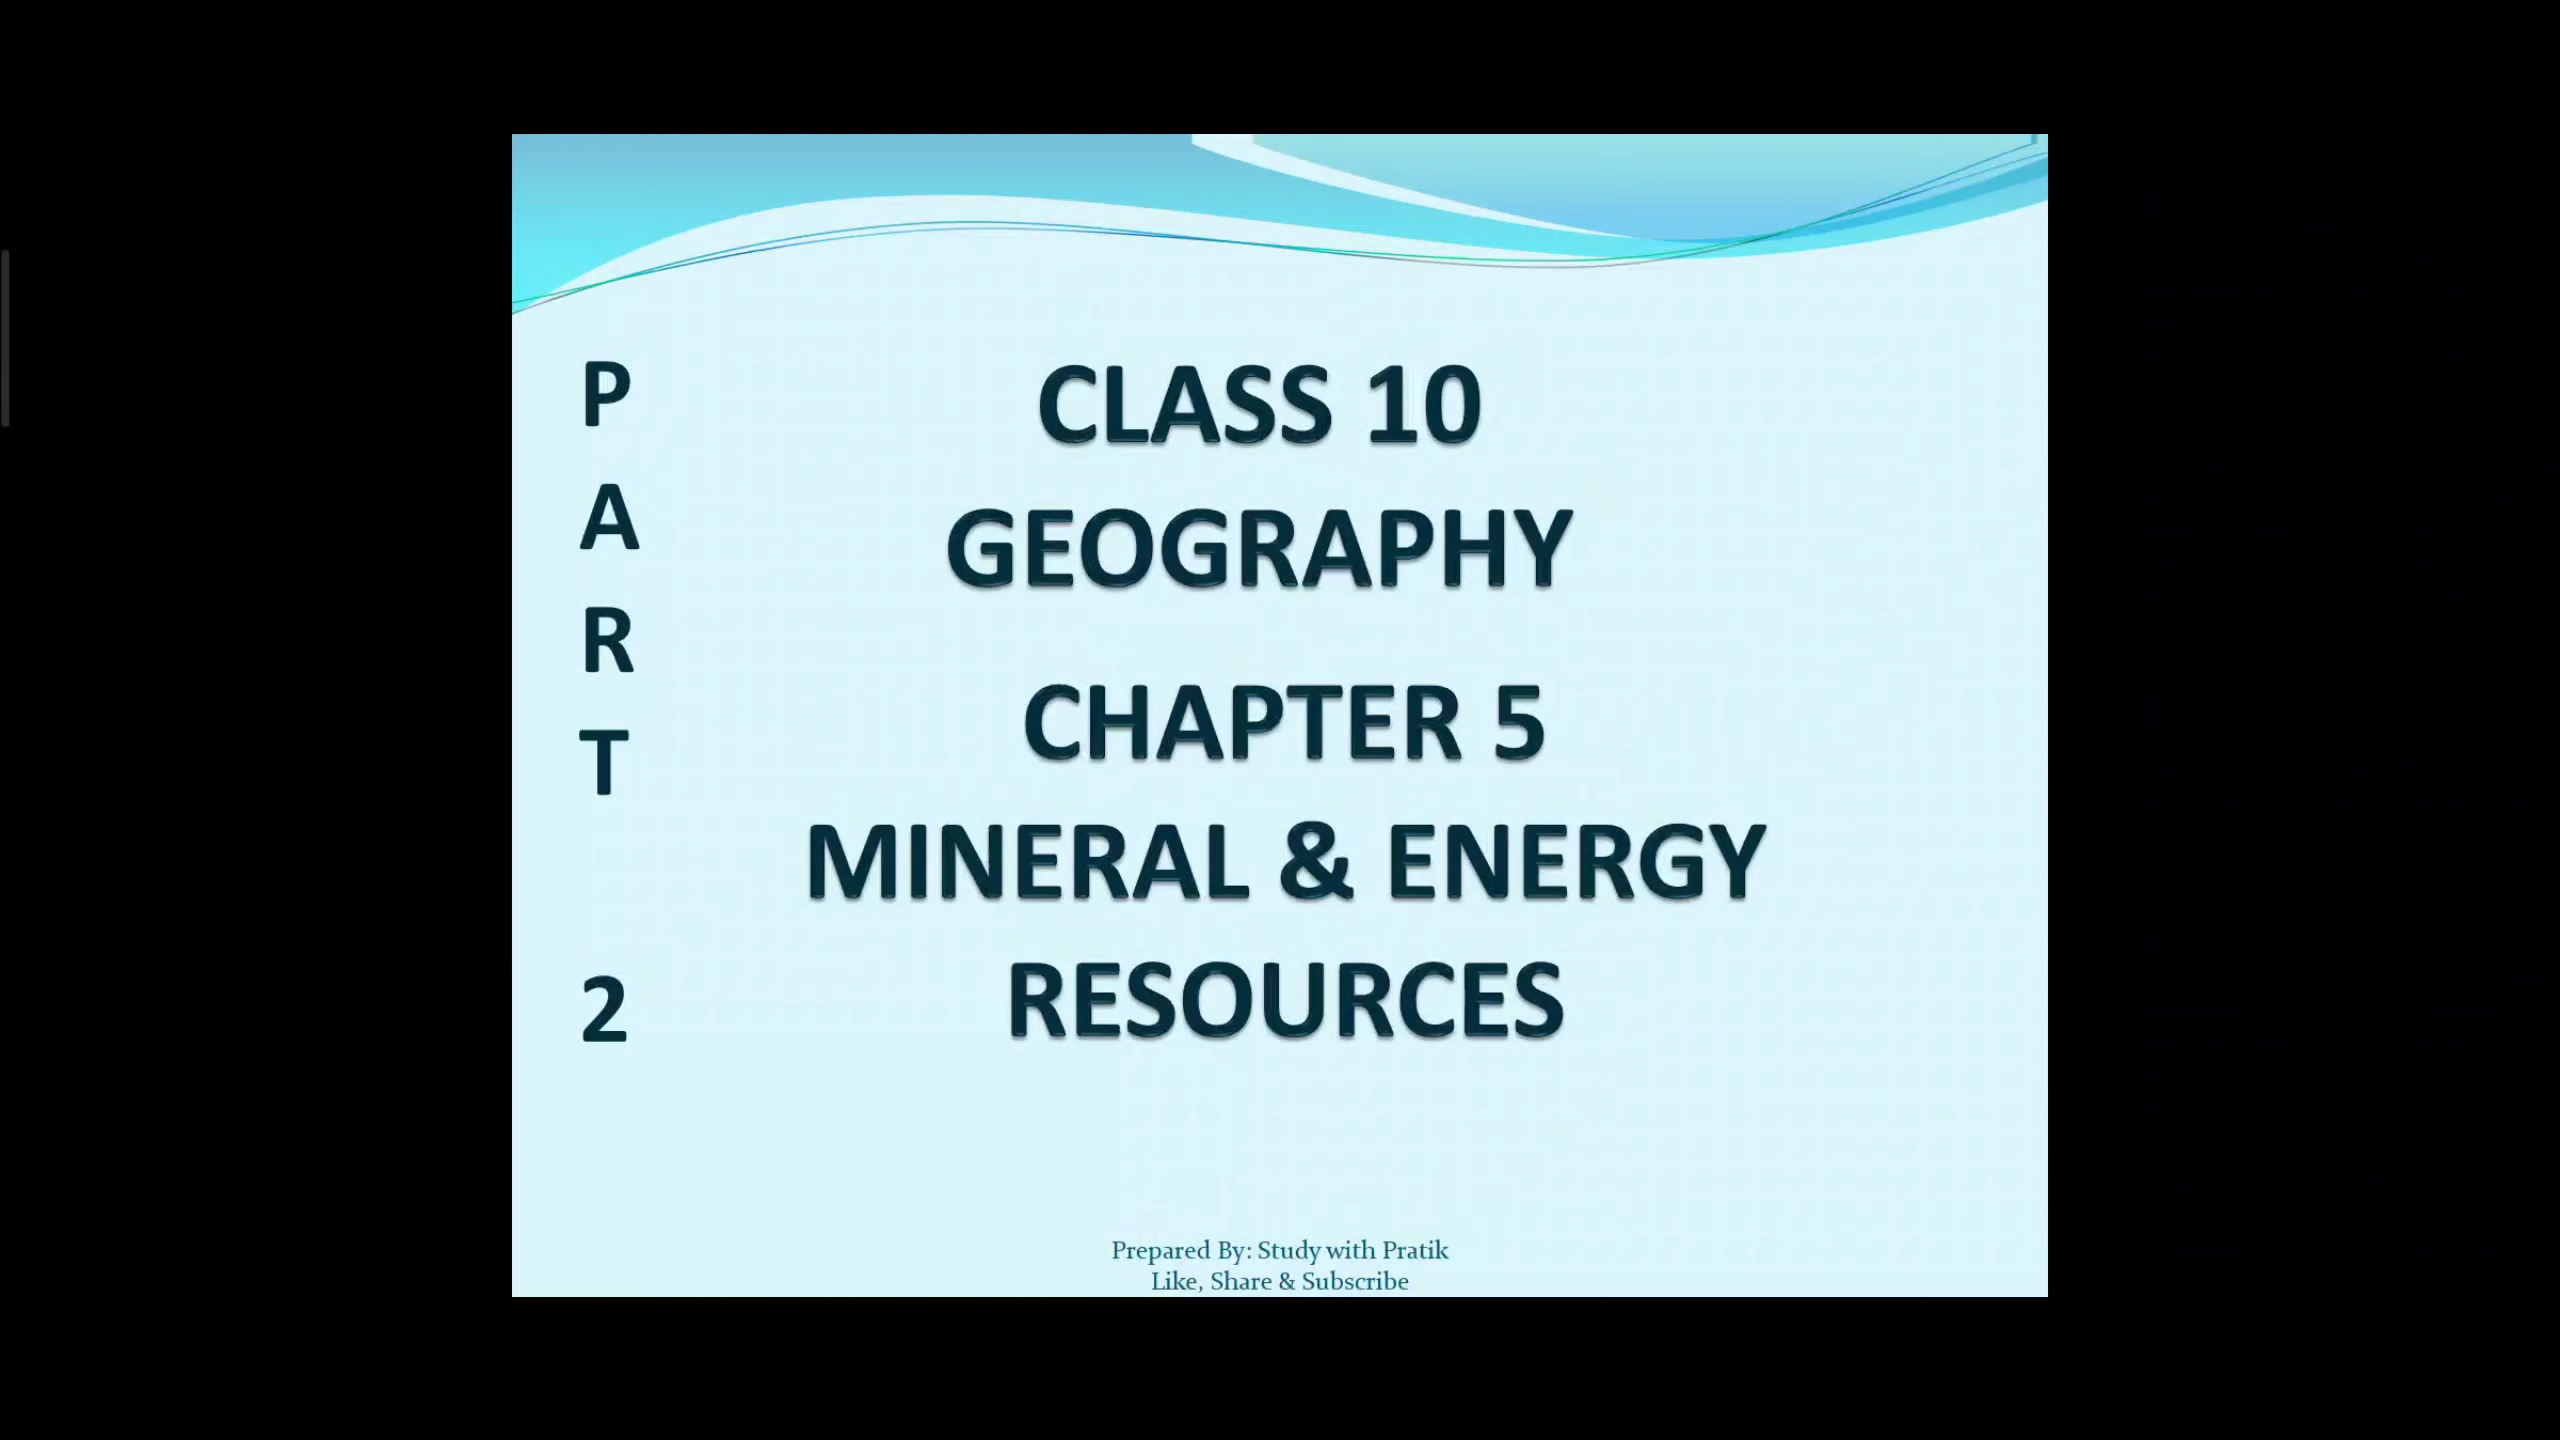 P
A
R
T
2
CLASS 10
GEOGRAPHY
CHAPTER 5
MINERAL & ENERGY
RESOURCES
Prepared By: Study with Pratik
Like, Share & Subscribe